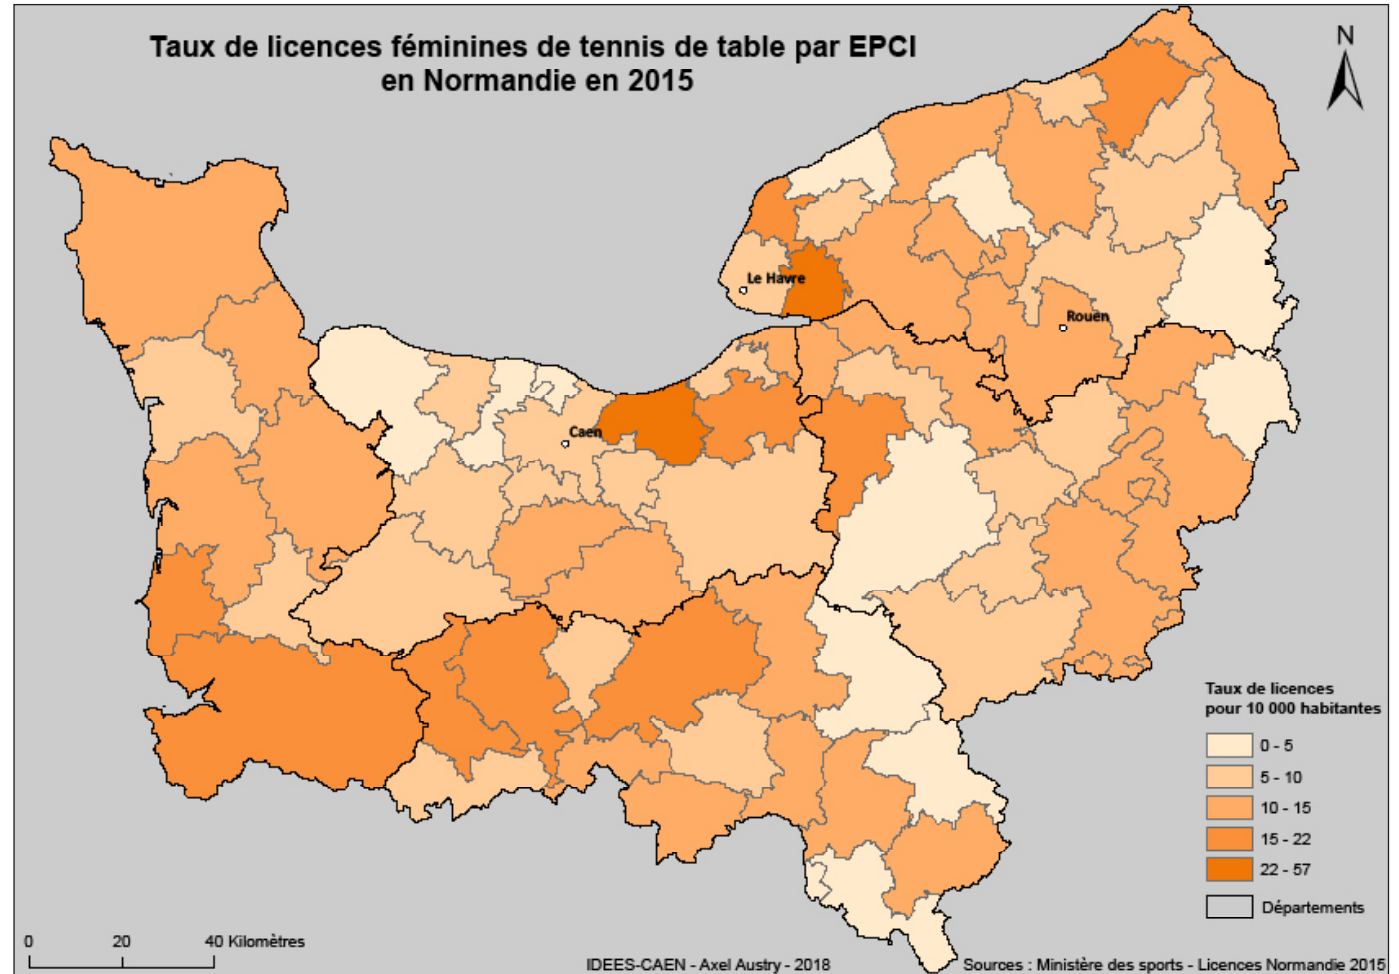 Taux de licences féminines de tennis de table par EPCI
en Normandie en 2015
N
Le Havre
Rouen
Caen
Taux de licences
pour 10 000 habitantes
0 - 5
5 - 10
10 - 15
15 - 22
22 - 57
Départements
0 20 40 Kilomètres
IDEES-CAEN - Axel Austry - 2018
Sources : Ministère des sports - Licences Normandie 2015